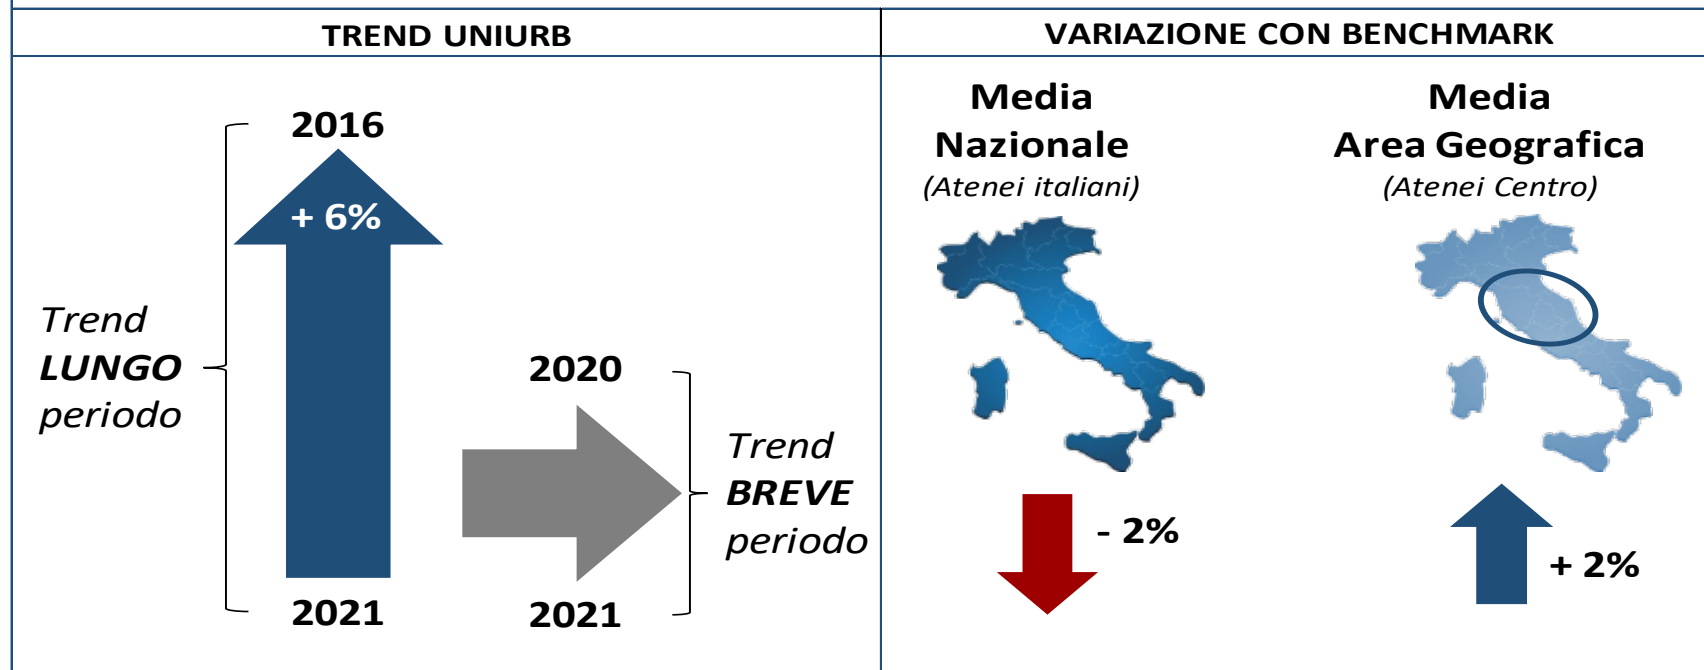 TREND UNIURB
2016
+ 6%
Trend
LUNGO
periodo
2021
2020
Trend
BREVE
periodo
2021
VARIAZIONE CON BENCHMARK
Media
Nazionale
(Atenei italiani)
- 2%
Media
Area Geografica
(Atenei Centro)
+ 2%